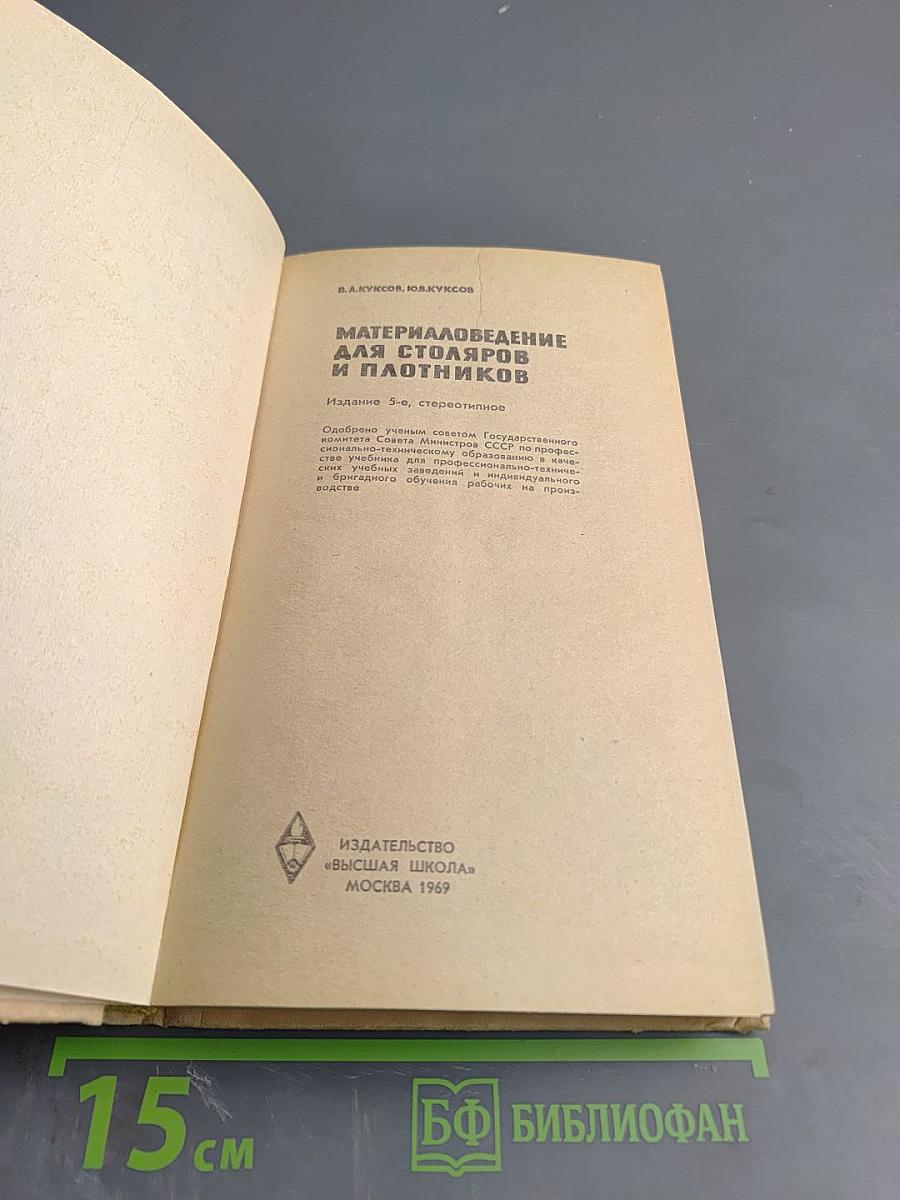 В. А. КУКСОВ, Ю. В. КУКСОВ
МАТЕРИАЛОВЕДЕНИЕ
ДЛЯ СТОЛЯРОВ
И ПЛОТНИКОВ
Издание 5-е, стереотипное
Одобрено ученым советом Государственного
комитета Совета Министров СССР по профес-
сионально-техническому образованию в каче-
стве учебника для профессионально-техниче-
ских учебных заведений и индивидуального
и бригадного обучения рабочих на произ-
водстве
ИЗДАТЕЛЬСТВО
«ВЫСШАЯ ШКОЛА»
МОСКВА 1969
15 см
БФ БИБЛИОФАН